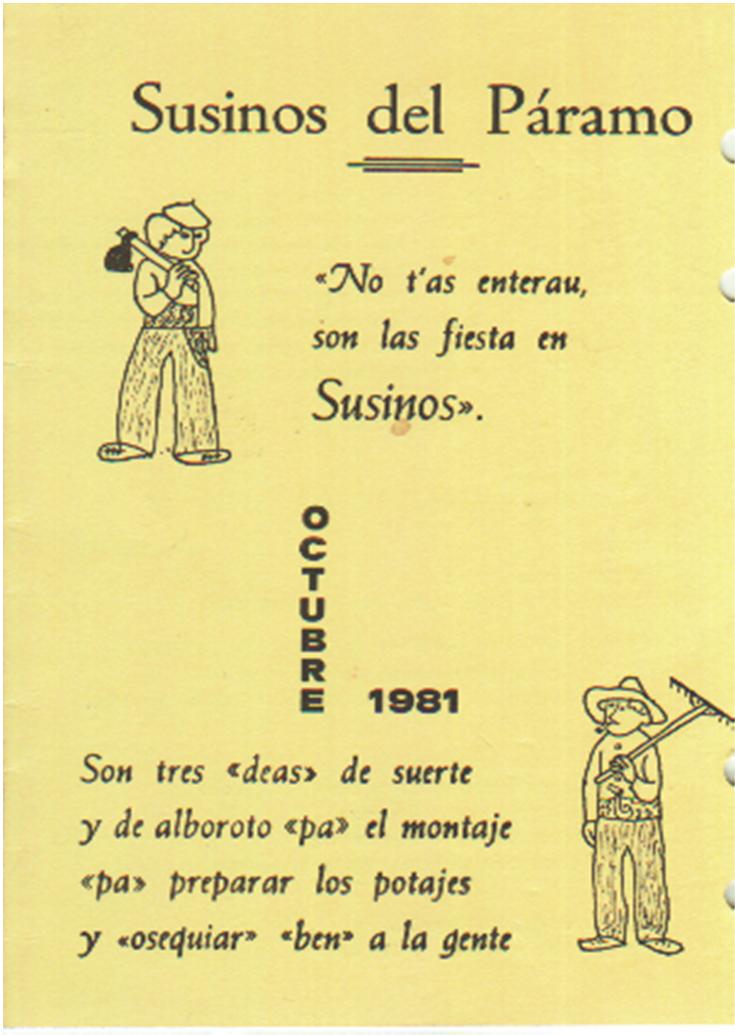 Susinos del Páramo
«No t'as enterau,
son las fiesta en
Susinos».
OCTUBRE 1981
Son tres «deas» de suerte
y de alboroto «pa» el montaje
«pa» preparar los potajes
y «osequiar» «ben» a la gente